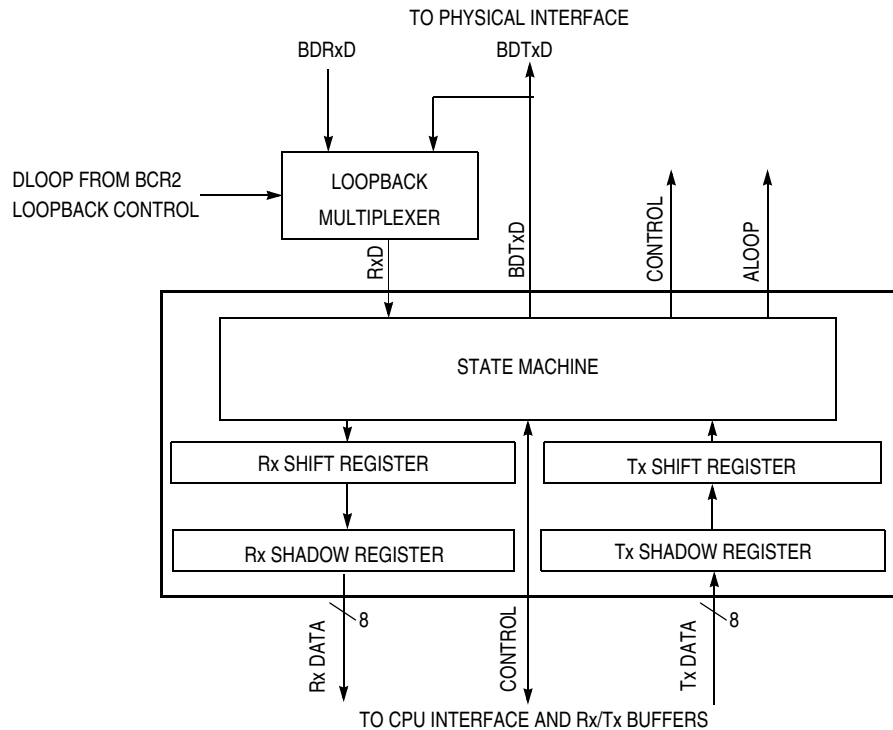 TO PHYSICAL INTERFACE
BDRxD
BDTxD
DLOOP FROM BCR2
LOOPBACK CONTROL
LOOPBACK
MULTIPLEXER
RxD
BDTxD
CONTROL
ALOOP
STATE MACHINE
Rx SHIFT REGISTER
Tx SHIFT REGISTER
Rx SHADOW REGISTER
Tx SHADOW REGISTER
8
8
Rx DATA
CONTROL
Tx DATA
TO CPU INTERFACE AND Rx/Tx BUFFERS